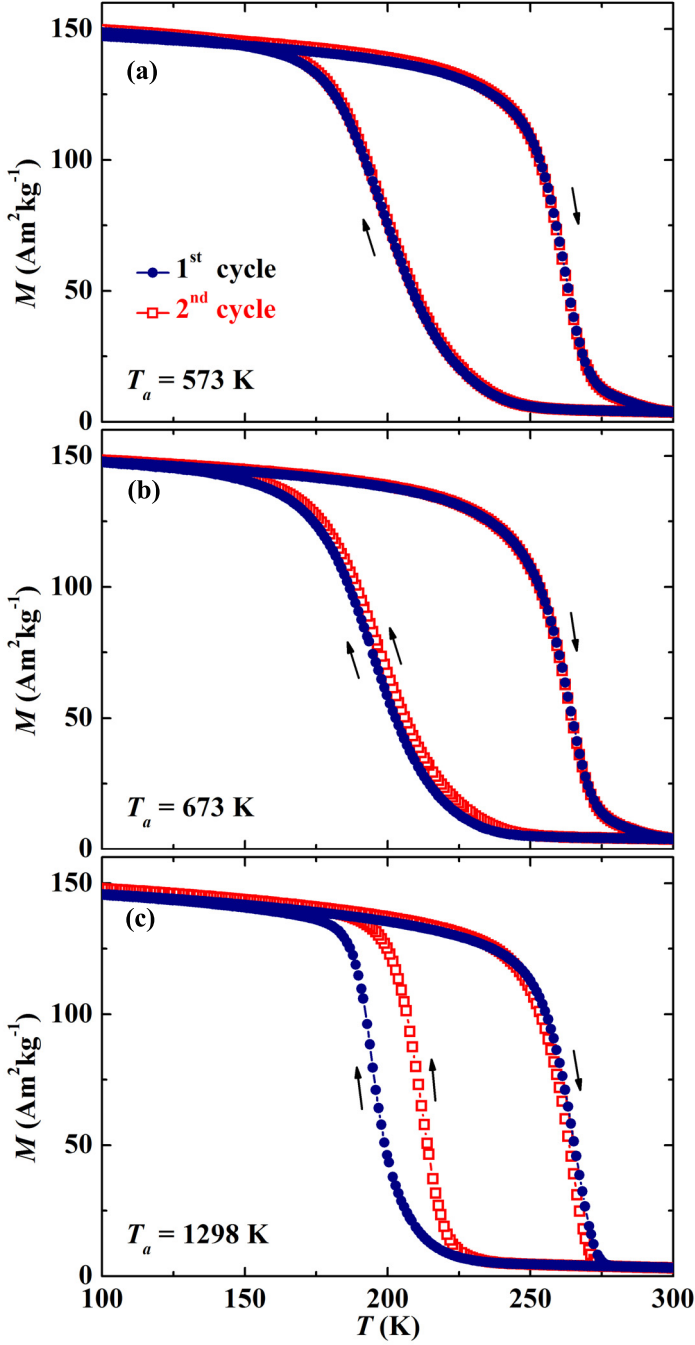 150
(a)
100
M (Am²kg⁻¹)
1ˢᵗ cycle
50
2ⁿᵈ cycle
Tₐ = 573 K
0
150
(b)
100
M (Am²kg⁻¹)
50
Tₐ = 673 K
0
150
(c)
100
M (Am²kg⁻¹)
50
Tₐ = 1298 K
0
100 150 200 250 300
T (K)